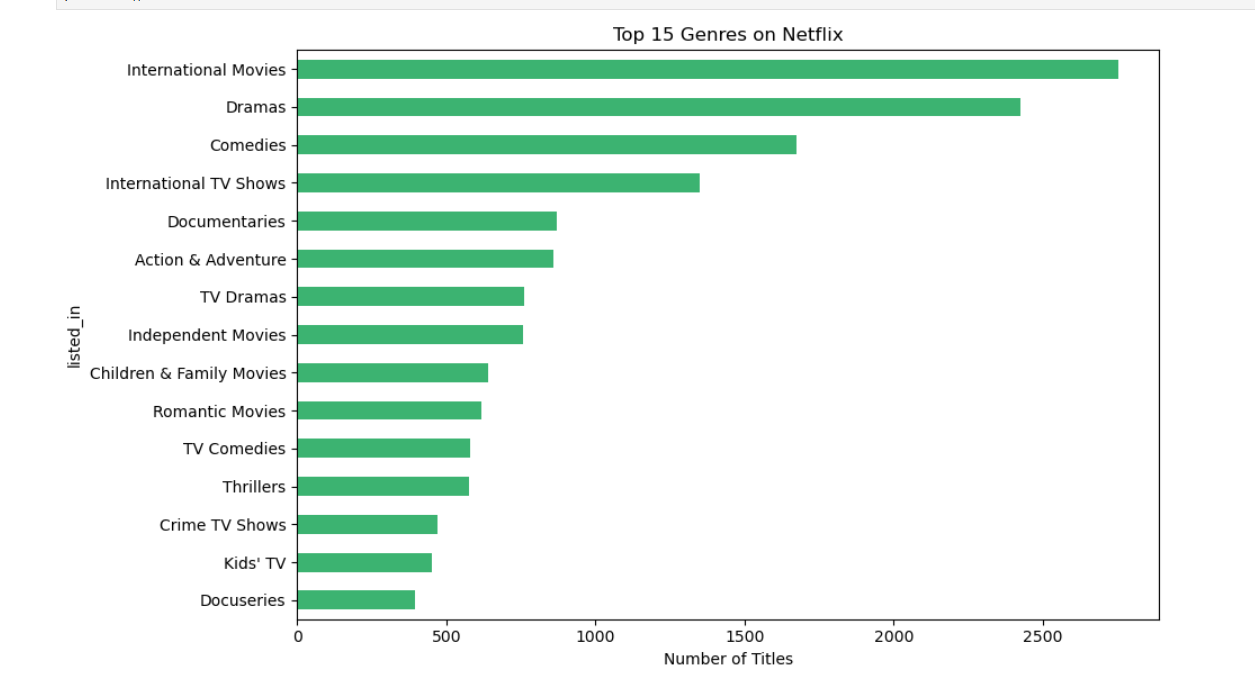 Top 15 Genres on Netflix
International Movies
Dramas
Comedies
International TV Shows
Documentaries
Action & Adventure
TV Dramas
Independent Movies
Children & Family Movies
Romantic Movies
TV Comedies
Thrillers
Crime TV Shows
Kids' TV
Docuseries
listed_in
0 500 1000 1500 2000 2500
Number of Titles